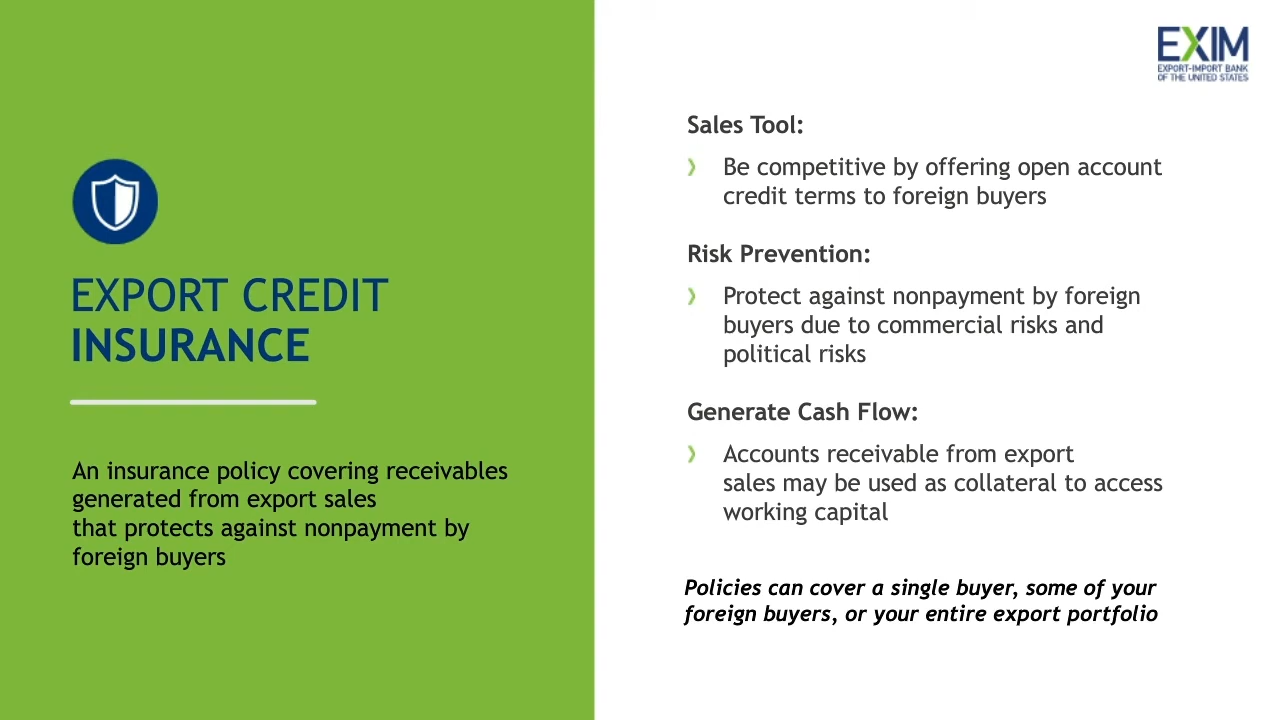 EXIM
EXPORT-IMPORT BANK
OF THE UNITED STATES
EXPORT CREDIT
INSURANCE
An insurance policy covering receivables
generated from export sales
that protects against nonpayment by
foreign buyers
Sales Tool:
Be competitive by offering open account
credit terms to foreign buyers
Risk Prevention:
Protect against nonpayment by foreign
buyers due to commercial risks and
political risks
Generate Cash Flow:
Accounts receivable from export
sales may be used as collateral to access
working capital
Policies can cover a single buyer, some of your
foreign buyers, or your entire export portfolio